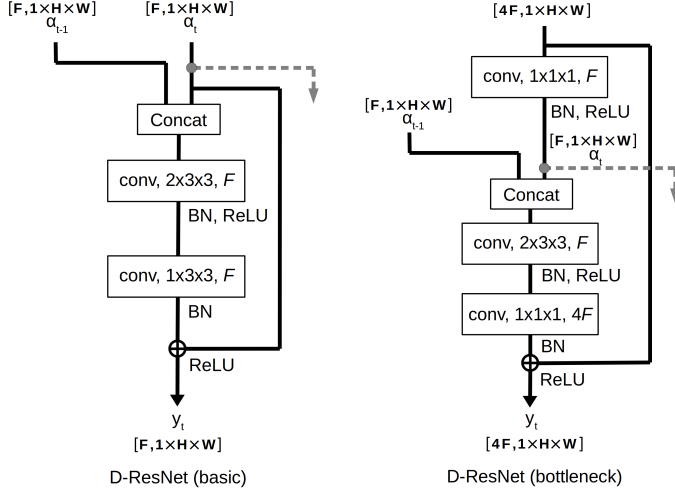 [F,1×H×W]
α_{t-1}
[F,1×H×W]
α_t
Concat
conv, 2x3x3, F
BN, ReLU
conv, 1x3x3, F
BN
ReLU
y_t
[F,1×H×W]
D-ResNet (basic)
[4F,1×H×W]
conv, 1x1x1, F
BN, ReLU
[F,1×H×W]
α_{t-1}
[F,1×H×W]
α_t
Concat
conv, 2x3x3, F
BN, ReLU
conv, 1x1x1, 4F
BN
ReLU
y_t
[4F,1×H×W]
D-ResNet (bottleneck)